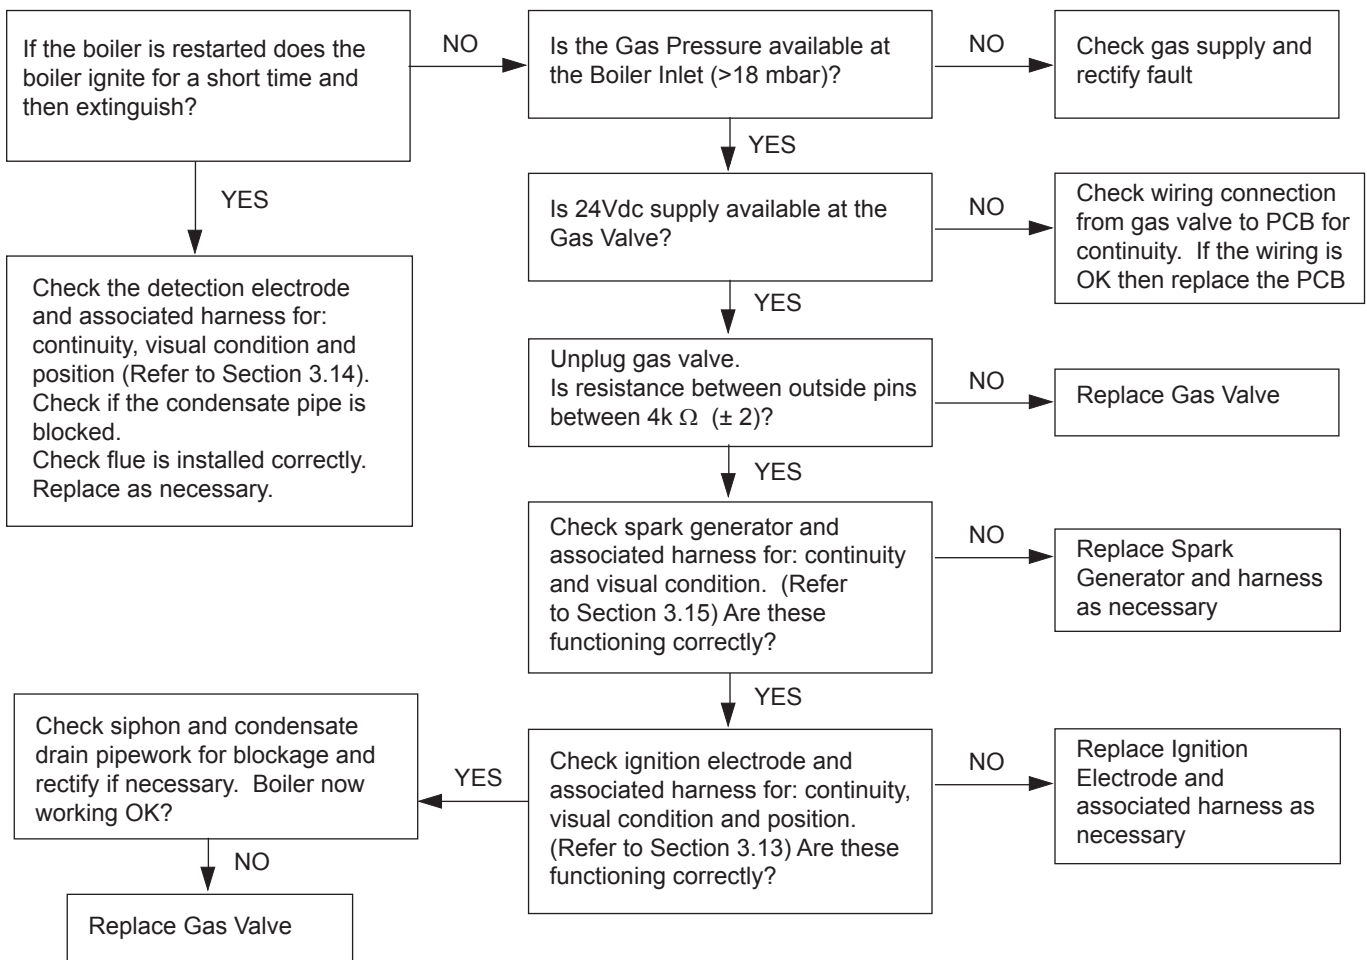 If the boiler is restarted does the
boiler ignite for a short time and
then extinguish?
NO
Is the Gas Pressure available at
the Boiler Inlet (>18 mbar)?
NO
Check gas supply and
rectify fault
YES
YES
Check the detection electrode
and associated harness for:
continuity, visual condition and
position (Refer to Section 3.14).
Check if the condensate pipe is
blocked.
Check flue is installed correctly.
Replace as necessary.
Is 24Vdc supply available at the
Gas Valve?
NO
Check wiring connection
from gas valve to PCB for
continuity.  If the wiring is
OK then replace the PCB
YES
Unplug gas valve.
Is resistance between outside pins
between 4k Ω  (± 2)?
NO
Replace Gas Valve
YES
Check spark generator and
associated harness for: continuity
and visual condition.  (Refer
to Section 3.15) Are these
functioning correctly?
NO
Replace Spark
Generator and harness
as necessary
YES
Check ignition electrode and
associated harness for: continuity,
visual condition and position.
(Refer to Section 3.13) Are these
functioning correctly?
NO
Replace Ignition
Electrode and
associated harness as
necessary
YES
Check siphon and condensate
drain pipework for blockage and
rectify if necessary.  Boiler now
working OK?
NO
Replace Gas Valve